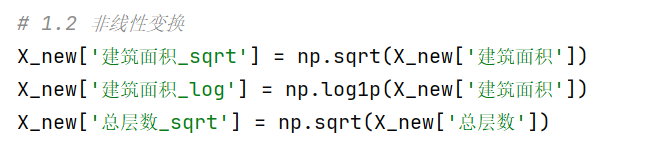 # 1.2 非线性变换
X_new['建筑面积_sqrt'] = np.sqrt(X_new['建筑面积'])
X_new['建筑面积_log'] = np.log1p(X_new['建筑面积'])
X_new['总层数_sqrt'] = np.sqrt(X_new['总层数'])